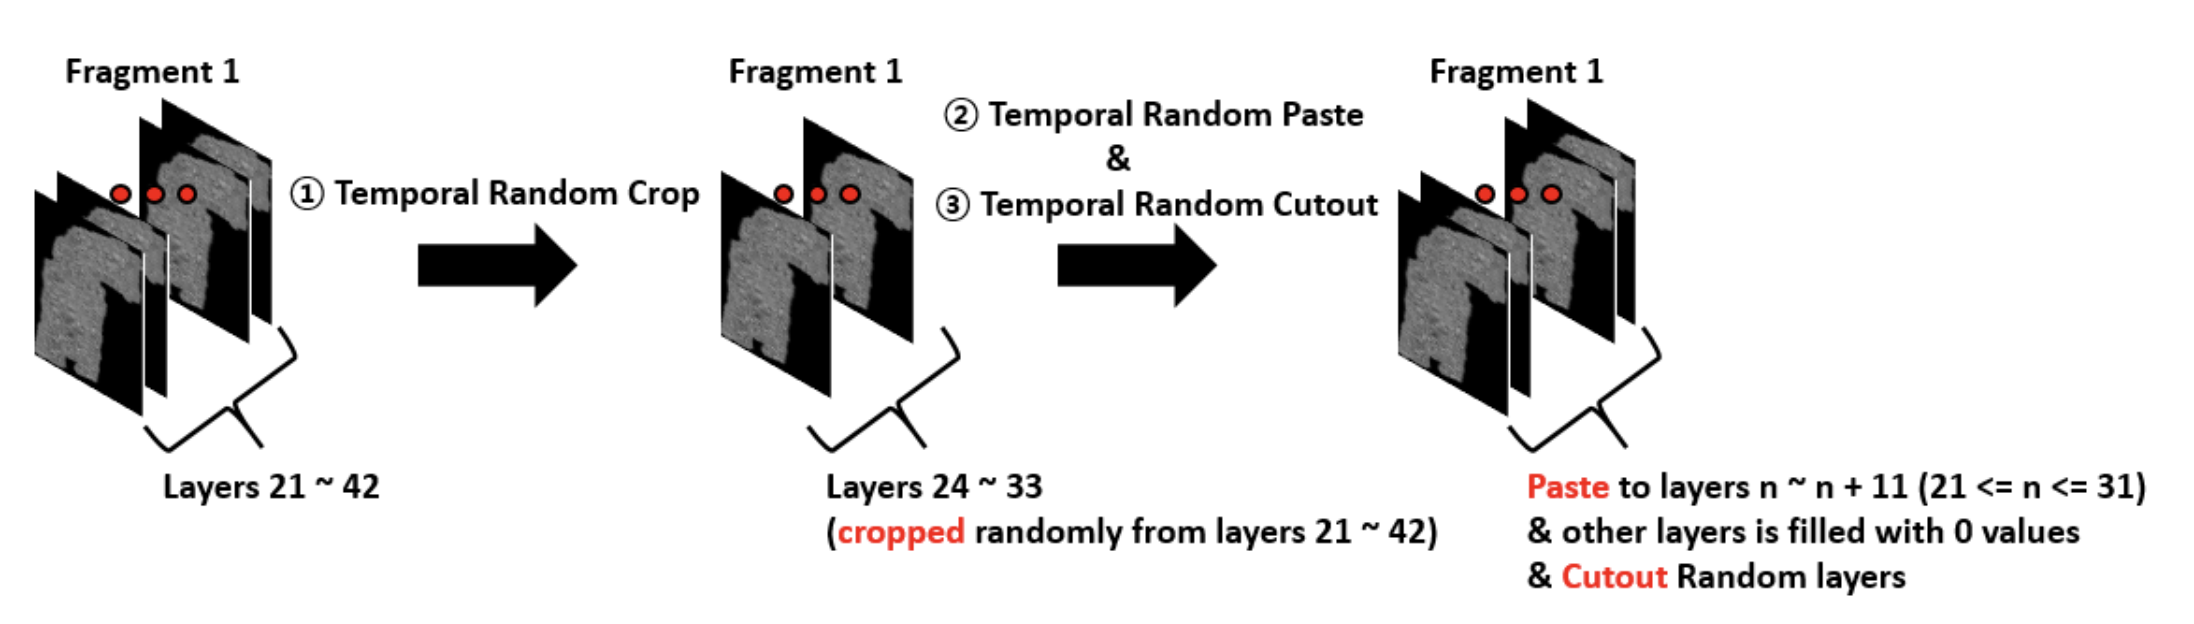 Fragment 1
① Temporal Random Crop
Layers 21 ~ 42
Fragment 1
② Temporal Random Paste
&
③ Temporal Random Cutout
Layers 24 ~ 33
(cropped randomly from layers 21 ~ 42)
Fragment 1
Paste to layers n ~ n + 11 (21 <= n <= 31)
& other layers is filled with 0 values
& Cutout Random layers